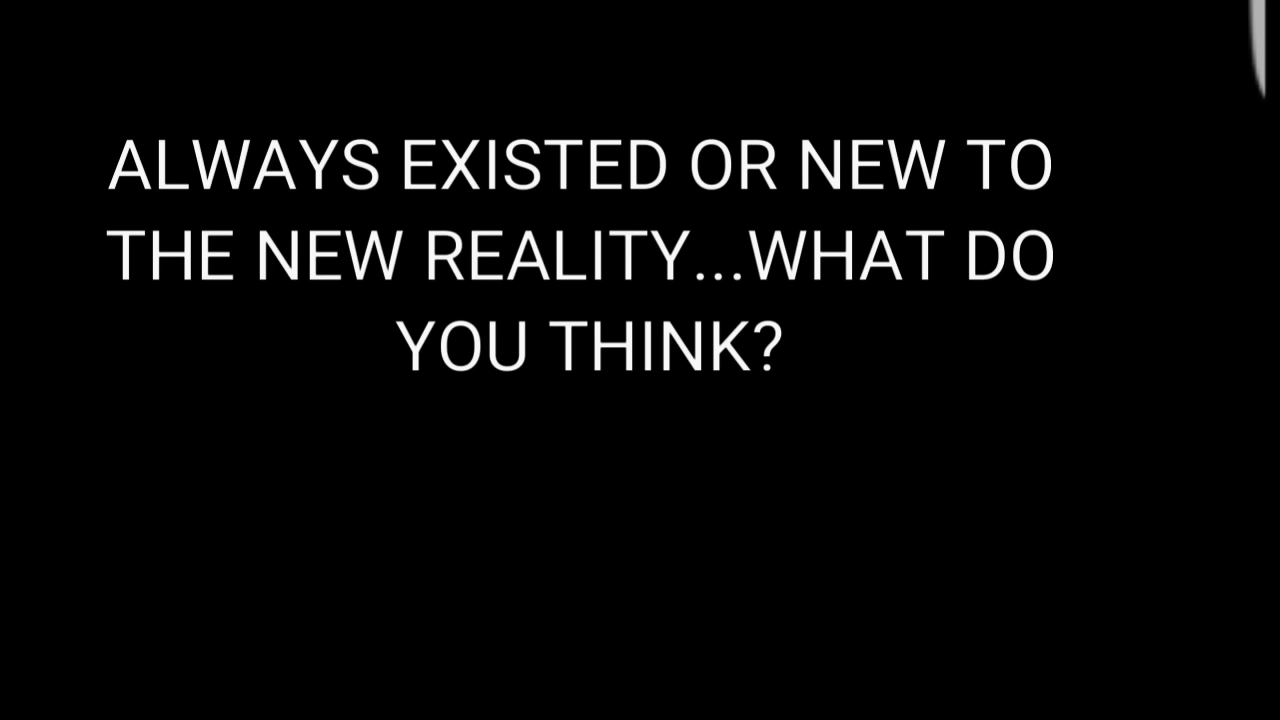 ALWAYS EXISTED OR NEW TO
THE NEW REALITY...WHAT DO
YOU THINK?